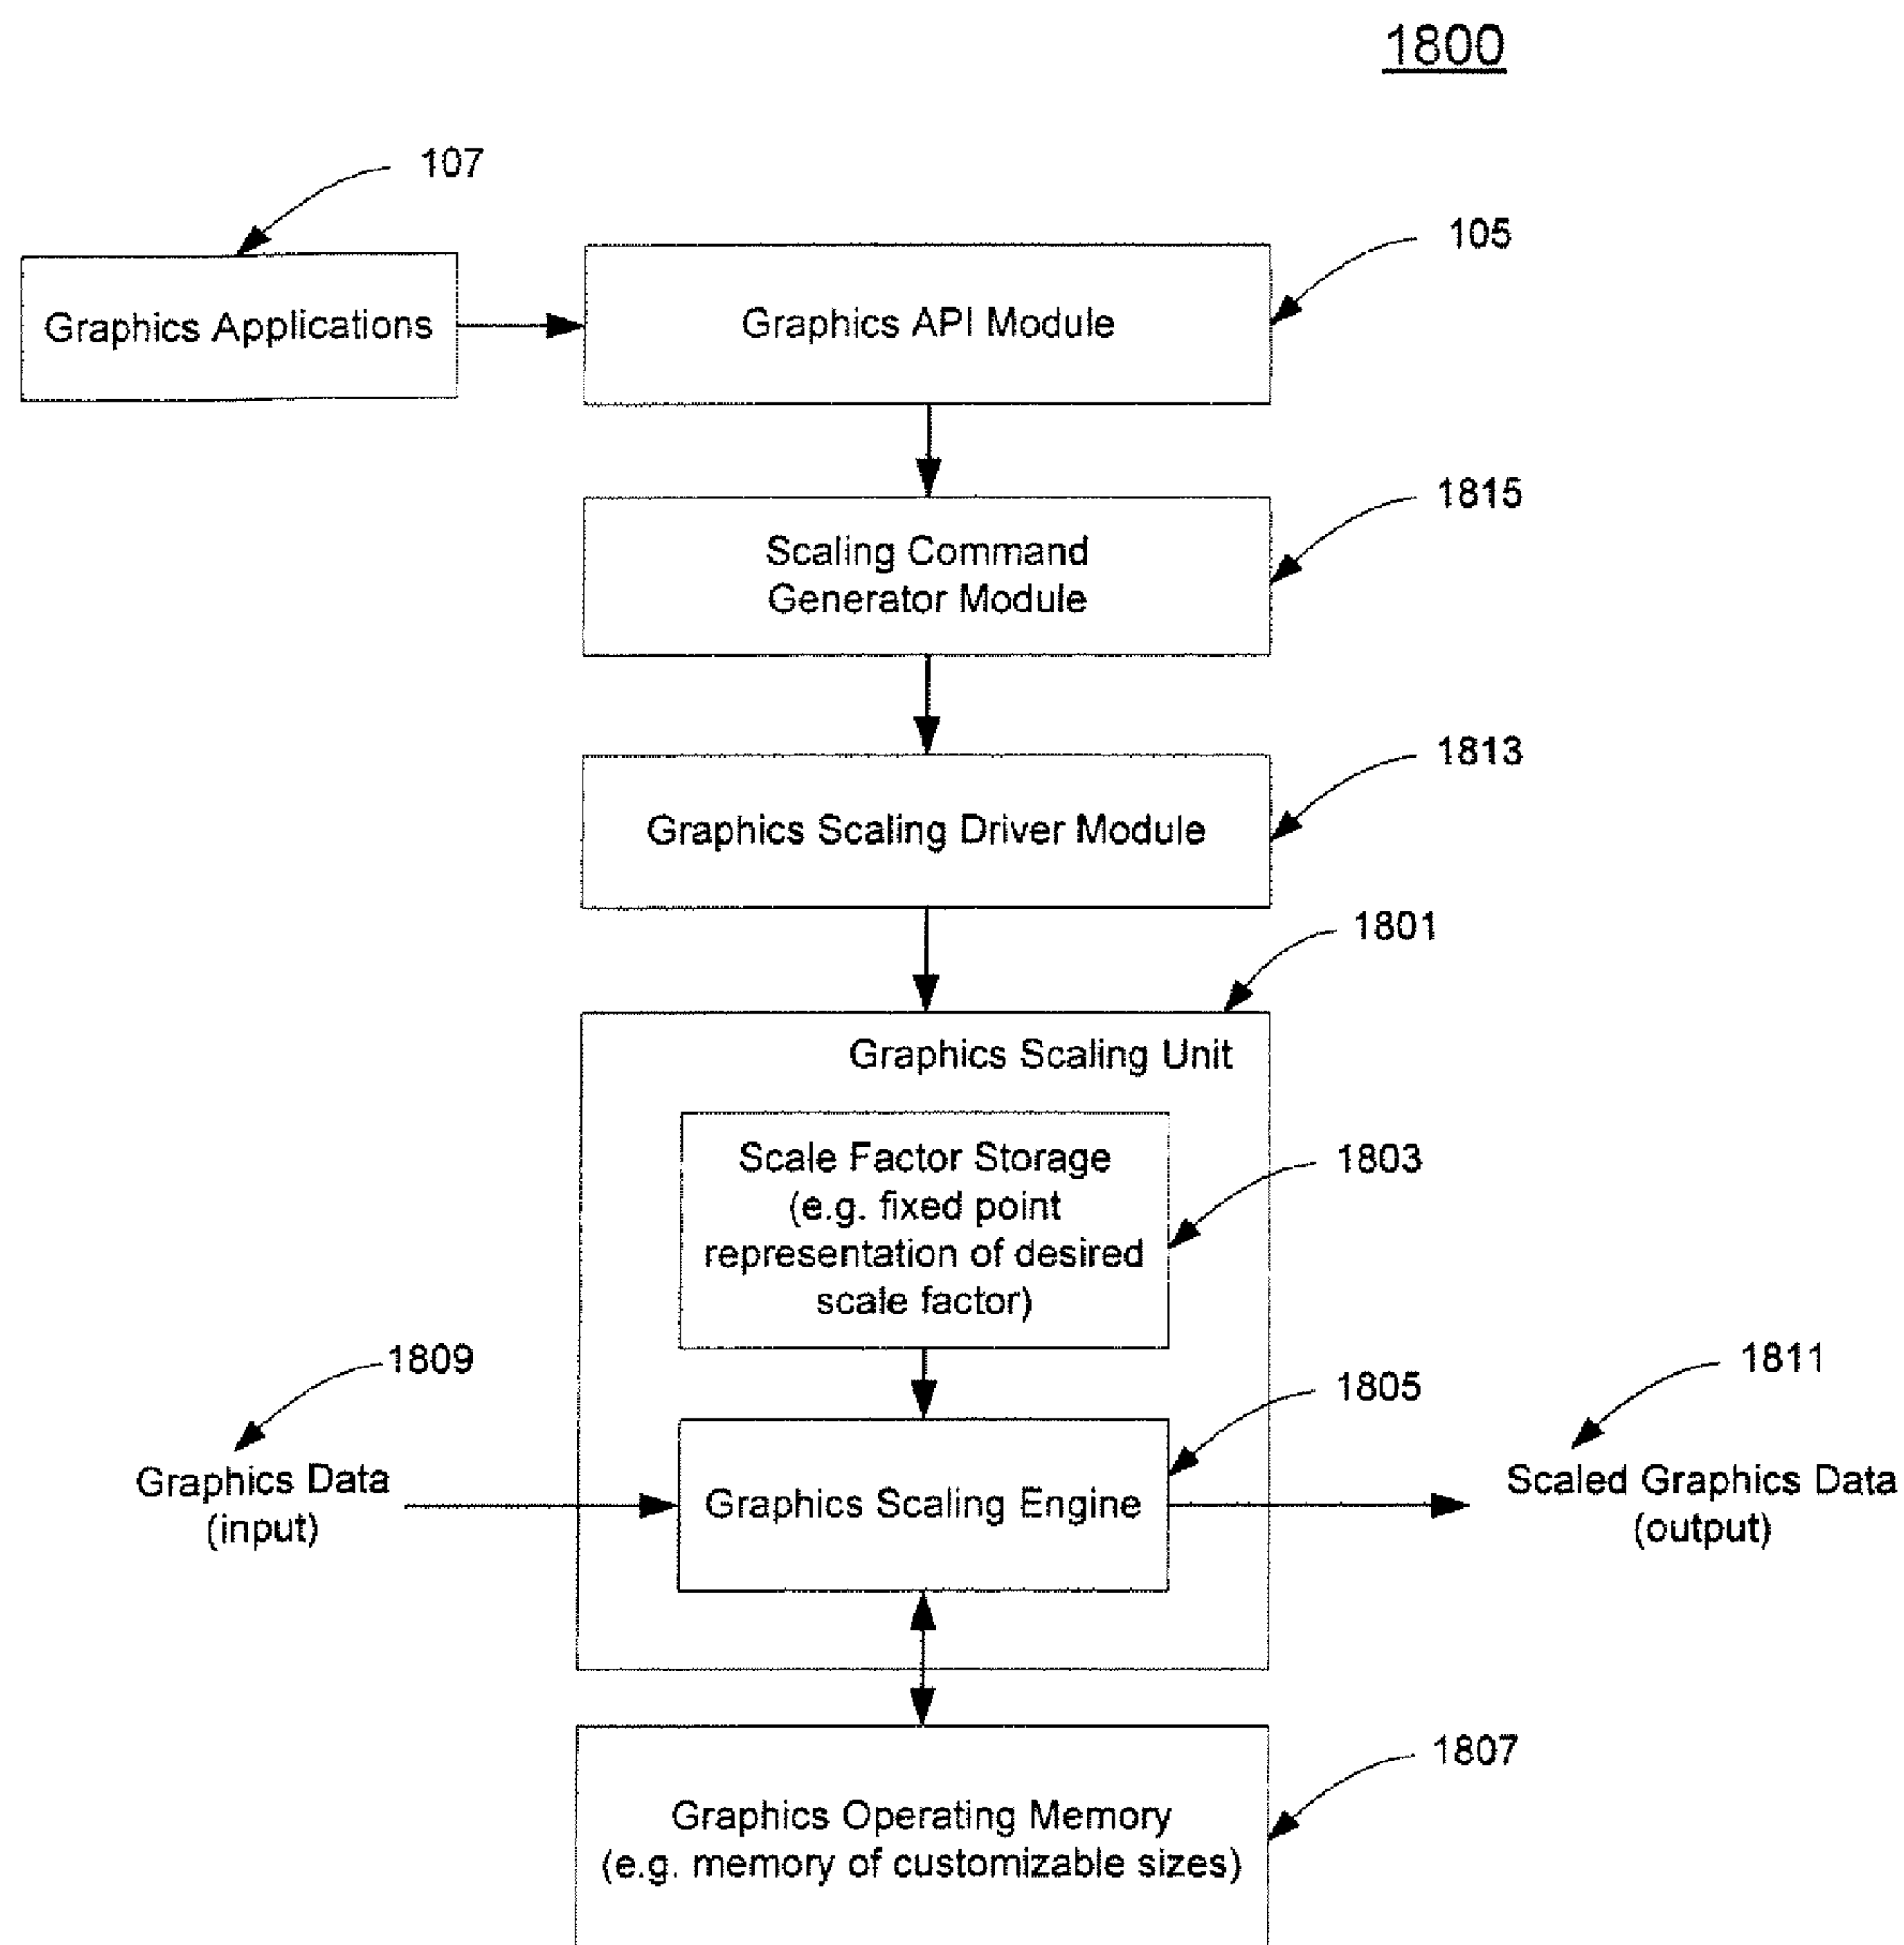 1800
107
105
Graphics Applications
Graphics API Module
1815
Scaling Command
Generator Module
1813
Graphics Scaling Driver Module
1801
Graphics Scaling Unit
Scale Factor Storage
(e.g. fixed point
representation of desired
scale factor)
1803
1809
1805
1811
Graphics Data
(input)
Graphics Scaling Engine
Scaled Graphics Data
(output)
1807
Graphics Operating Memory
(e.g. memory of customizable sizes)